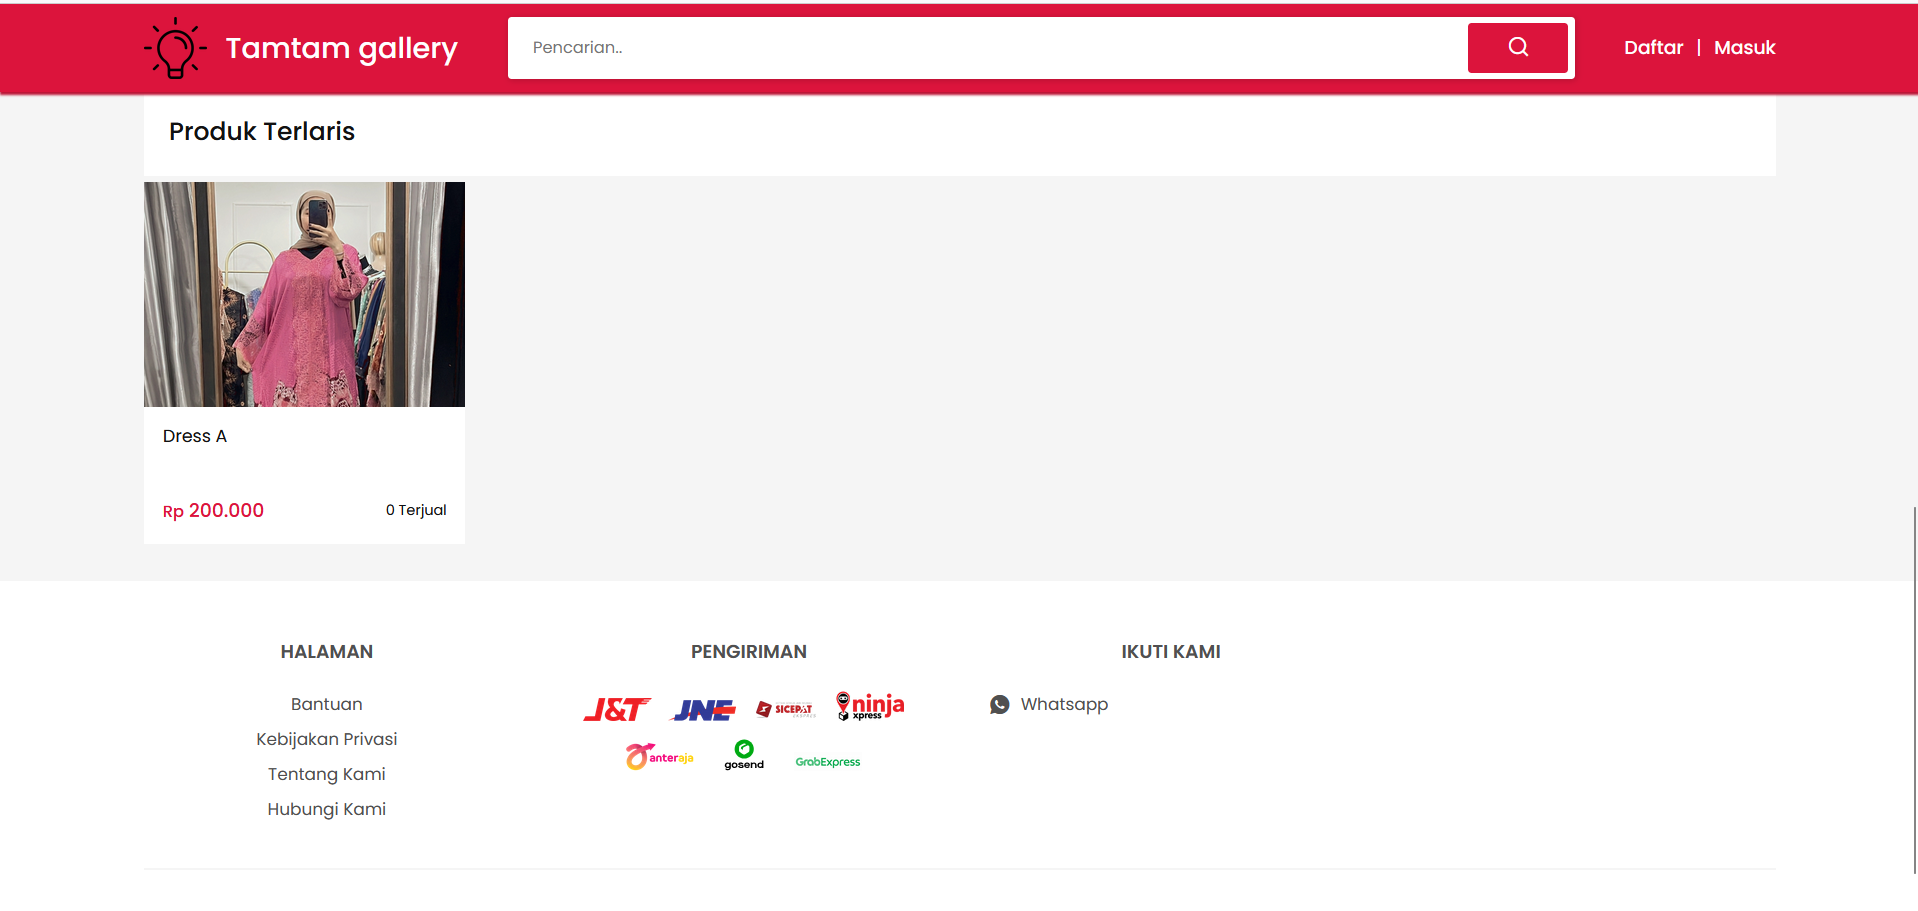 Tamtam gallery
Pencarian..
Daftar | Masuk
Produk Terlaris
Dress A
Rp 200.000
0 Terjual
HALAMAN
Bantuan
Kebijakan Privasi
Tentang Kami
Hubungi Kami
PENGIRIMAN
J&T
JNE
SICEPAT
ninja
xpress
anteraja
gosend
GrabExpress
IKUTI KAMI
Whatsapp